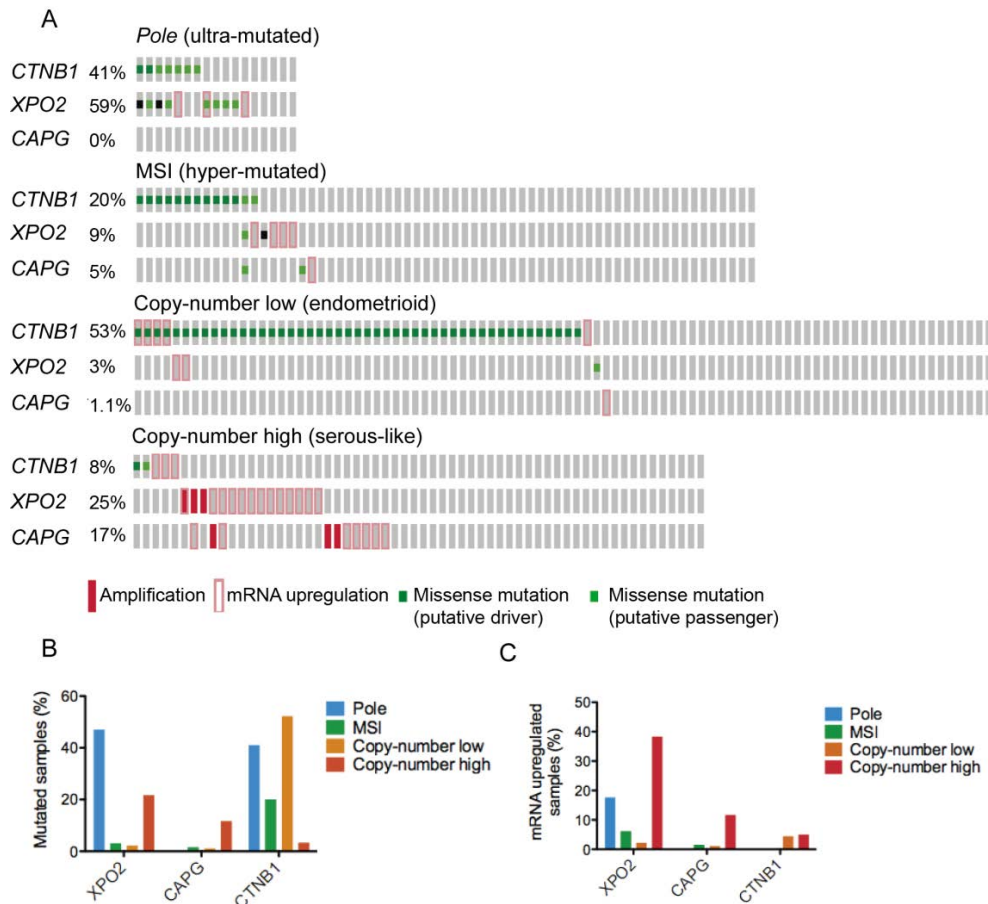 A
Pole (ultra-mutated)
CTNB1 41%
XPO2 59%
CAPG 0%
MSI (hyper-mutated)
CTNB1 20%
XPO2 9%
CAPG 5%
Copy-number low (endometrioid)
CTNB1 53%
XPO2 3%
CAPG 1.1%
Copy-number high (serous-like)
CTNB1 8%
XPO2 25%
CAPG 17%
Amplification mRNA upregulation Missense mutation (putative driver) Missense mutation (putative passenger)
B
Mutated samples (%)
60
40
20
0
XPO2 CAPG CTNB1
Pole
MSI
Copy-number low
Copy-number high
C
mRNA upregulated
samples (%)
50
40
30
20
10
0
XPO2 CAPG CTNB1
Pole
MSI
Copy-number low
Copy-number high